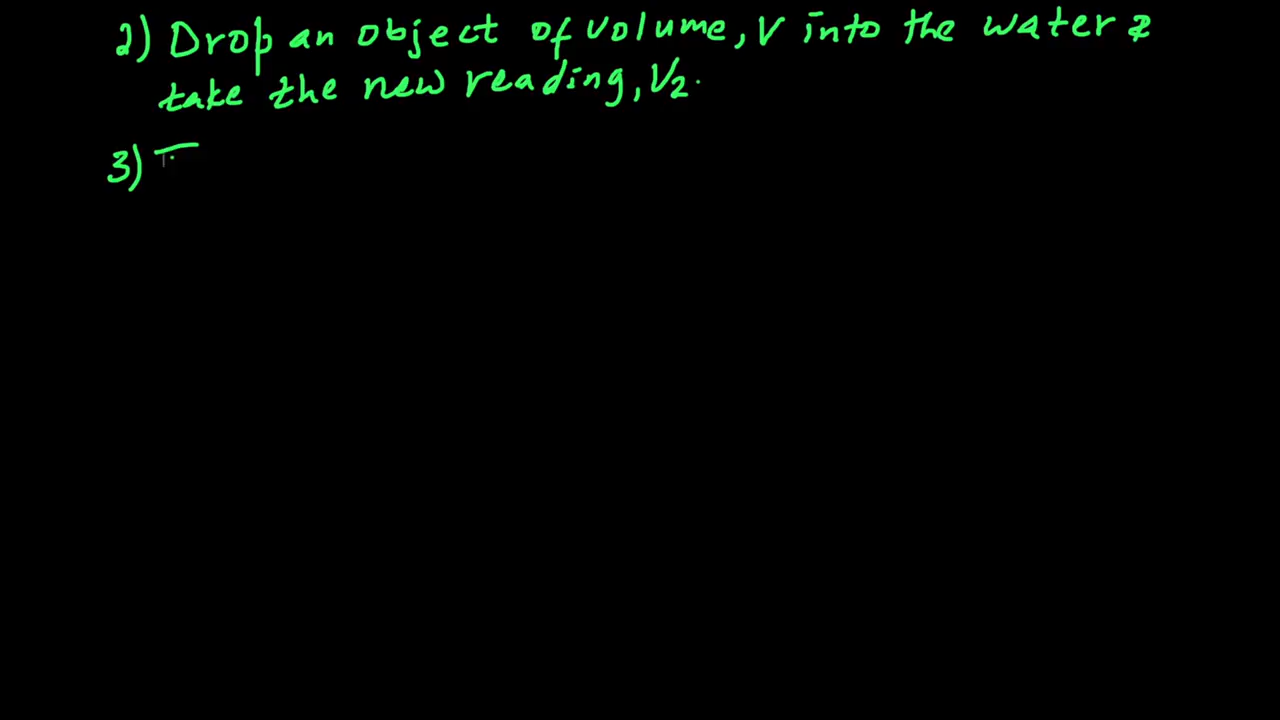 2) Drop an object of volume, V into the water &
take the new reading, V2.
3) T